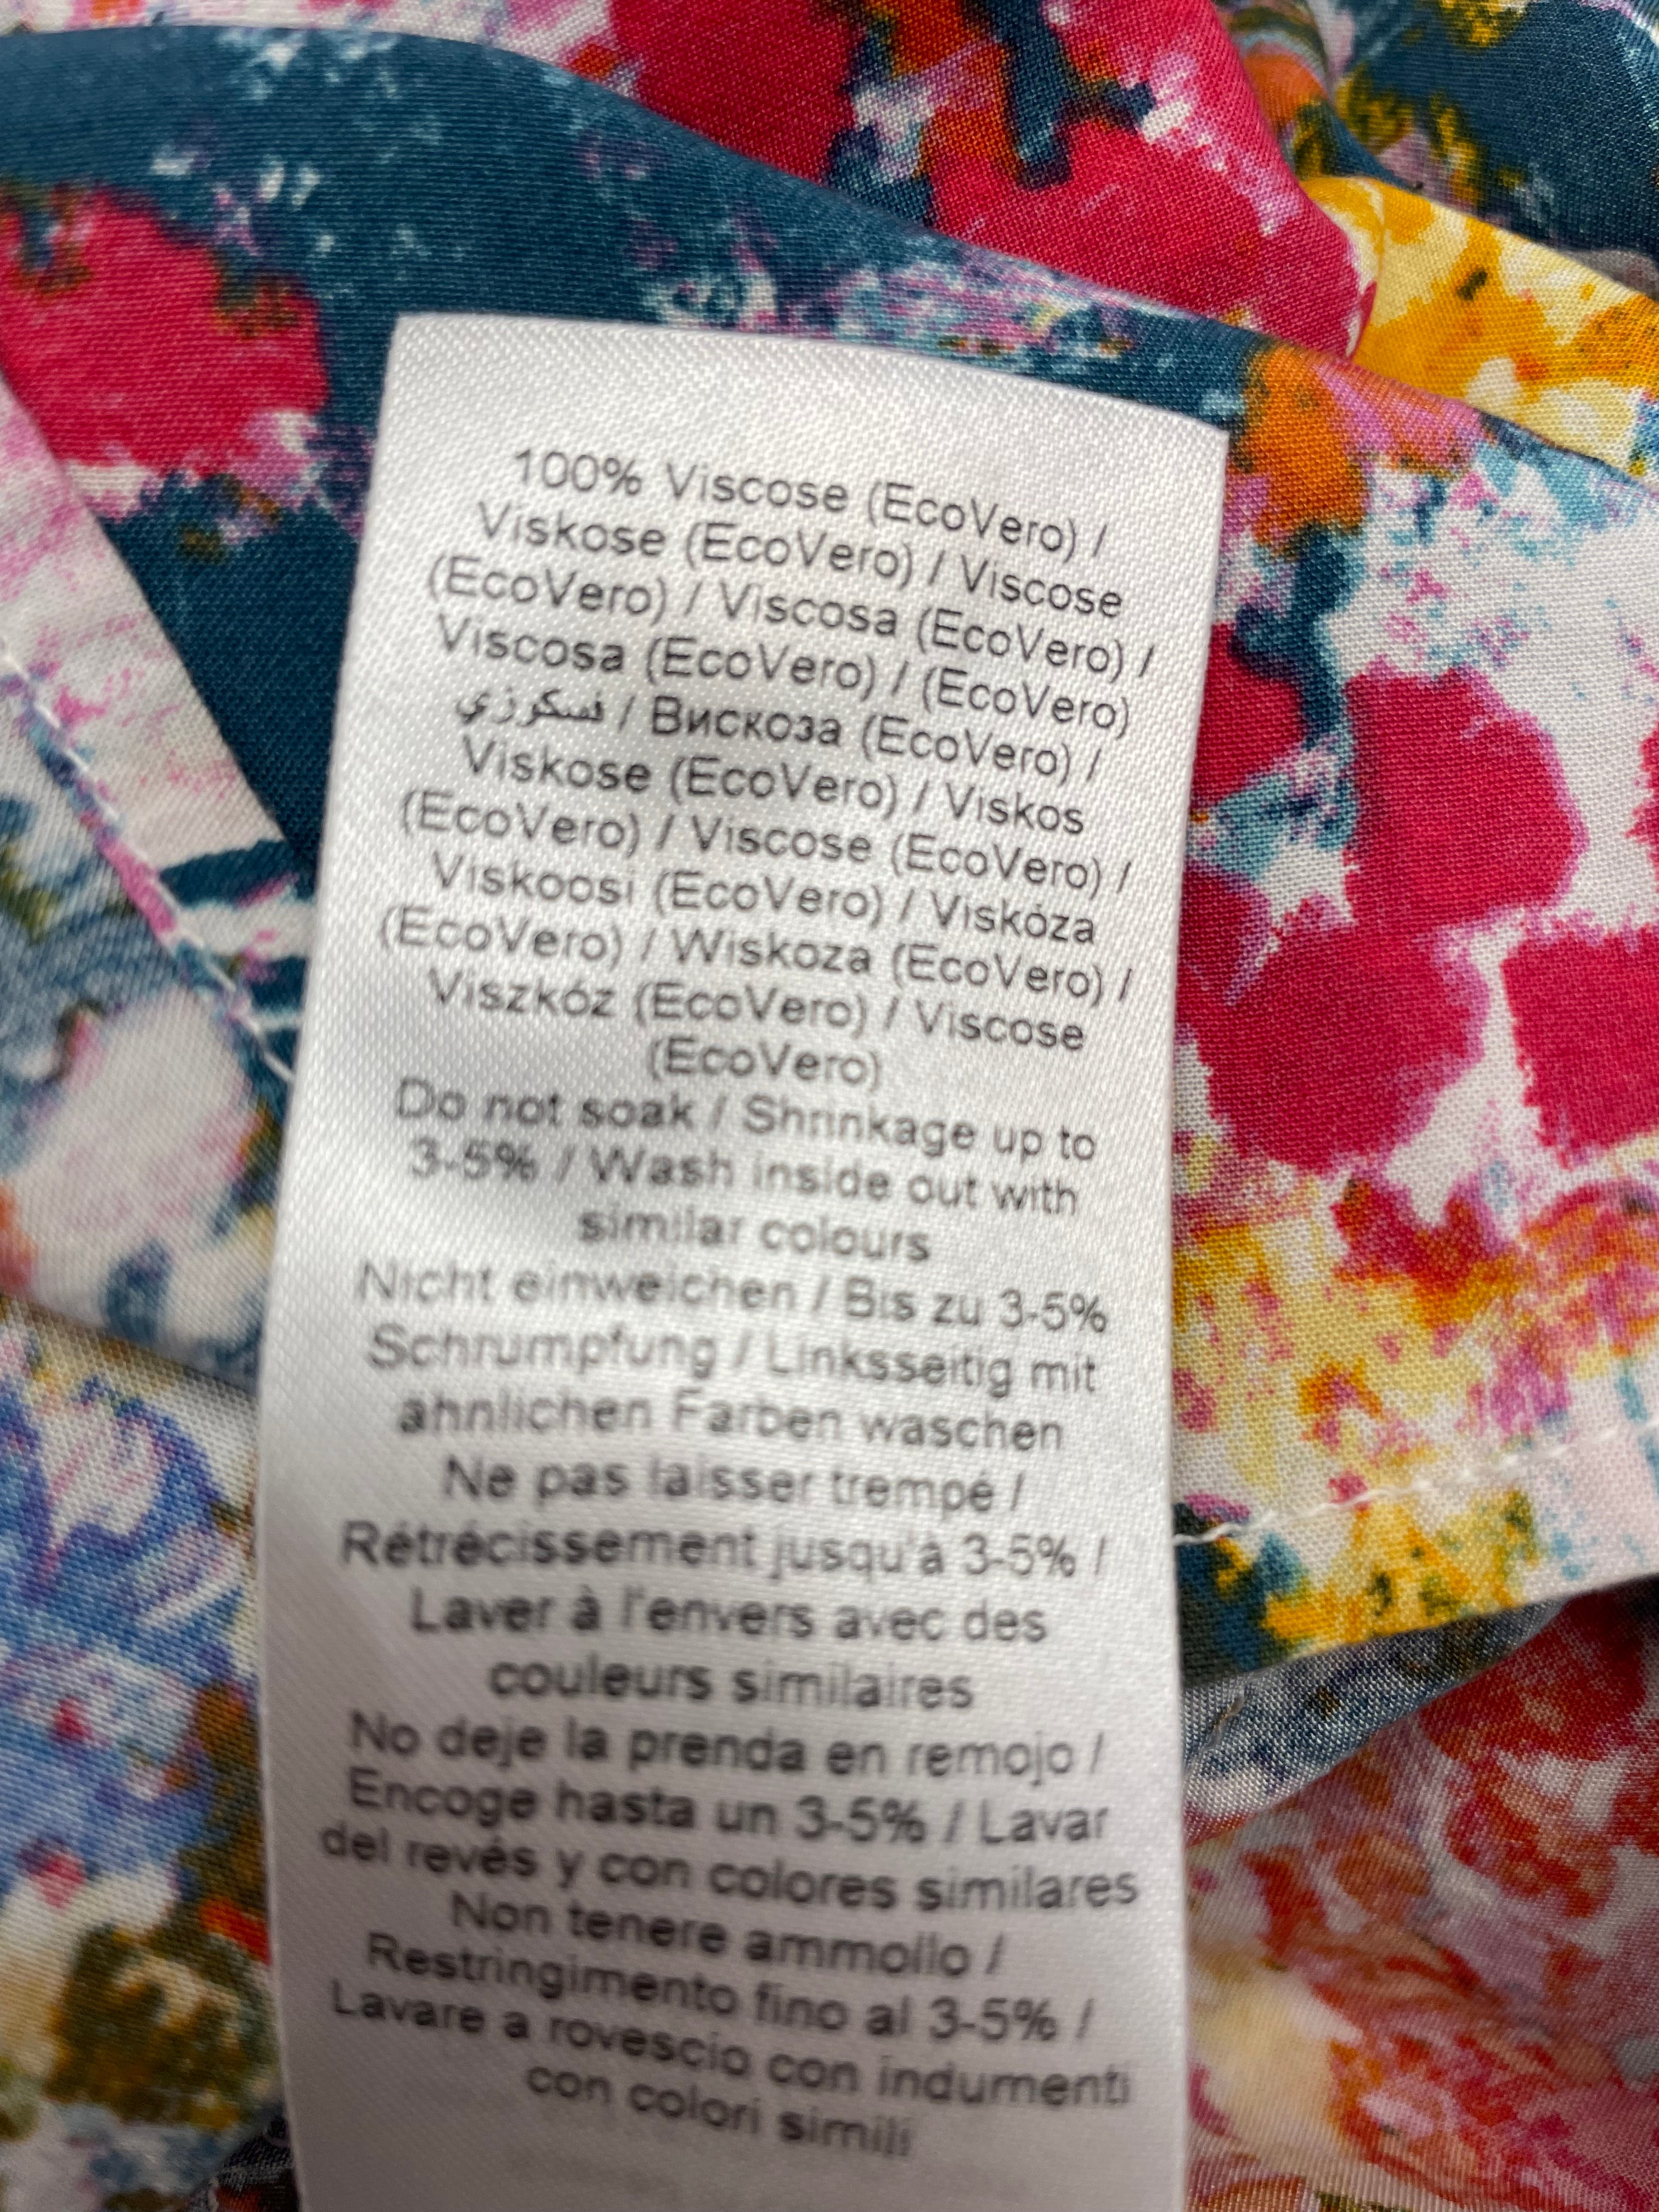 100% Viscose (EcoVero) /
Viskose (EcoVero) / Viscose
(EcoVero) / Viscosa (EcoVero) /
Viscosa (EcoVero) / (EcoVero)
فسكوزي / Вискоза (EcoVero) /
Viskose (EcoVero) / Viskos
(EcoVero) / Viscose (EcoVero) /
Viskoosi (EcoVero) / Viskóza
(EcoVero) / Wiskoza (EcoVero) /
Viszkóz (EcoVero) / Viscose
(EcoVero)
Do not soak / Shrinkage up to
3-5% / Wash inside out with
similar colours
Nicht einweichen / Bis zu 3-5%
Schrumpfung / Linksseitig mit
ähnlichen Farben waschen
Ne pas laisser trempé /
Rétrécissement jusqu'à 3-5% /
Laver à l'envers avec des
couleurs similaires
No deje la prenda en remojo /
Encoge hasta un 3-5% / Lavar
del revés y con colores similares
Non tenere ammollo /
Restringimento fino al 3-5% /
Lavare a rovescio con indumenti
con colori simili